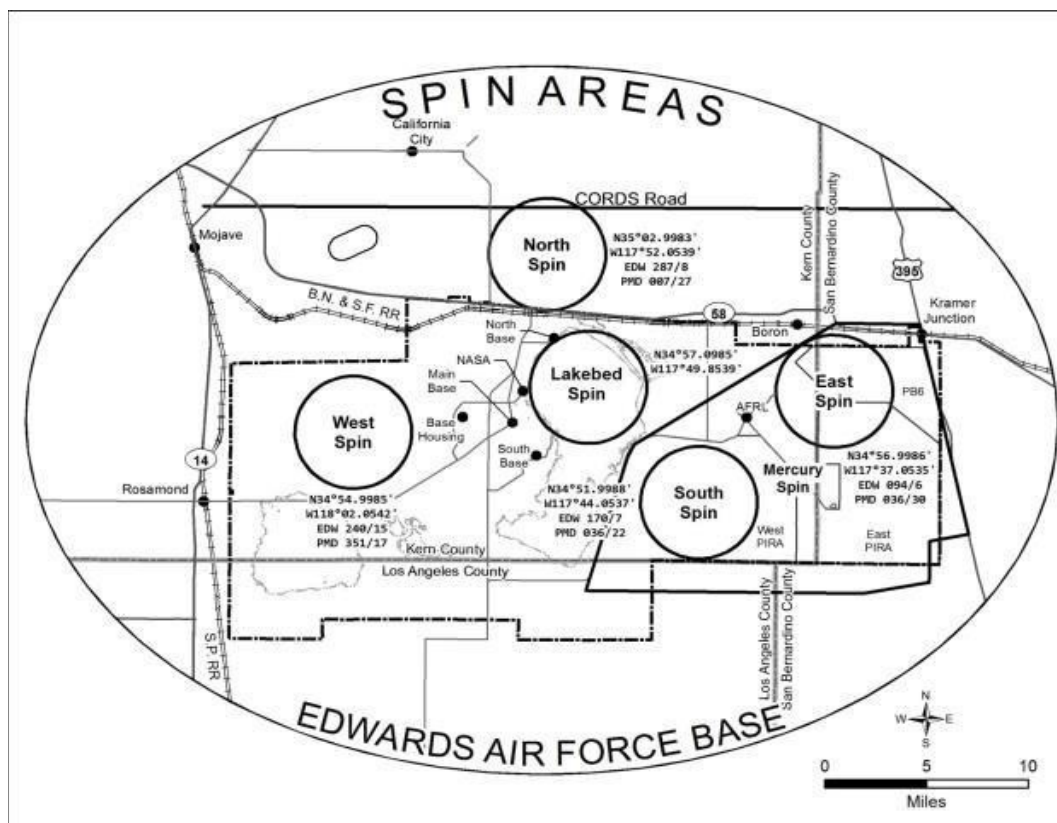 SPIN AREAS
California
City
CORDS Road
Mojave
North
Spin
N35°02.9983'
W117°52.0539'
EDW 287/8
PMD 007/27
Kern County
San Bernardino County
395
Kramer
Junction
B.N. & S.F. RR
58
Boron
North
Base
NASA
Main
Base
Lakebed
Spin
N34°57.0985'
W117°49.8539'
East
Spin
PB6
West
Spin
Base
Housing
AFRL
South
Base
14
Rosamond
N34°54.9985'
W118°02.0542'
EDW 240/15
PMD 351/17
N34°51.9988'
W117°44.0537'
EDW 170/7
PMD 036/22
South
Spin
Mercury
Spin
N34°56.9986'
W117°37.0535'
EDW 094/6
PMD 036/30
West
PIRA
East
PIRA
Kern County
Los Angeles County
Los Angeles County
San Bernardino County
S.P. RR
EDWARDS AIR FORCE BASE
N
W E
S
0 5 10
Miles